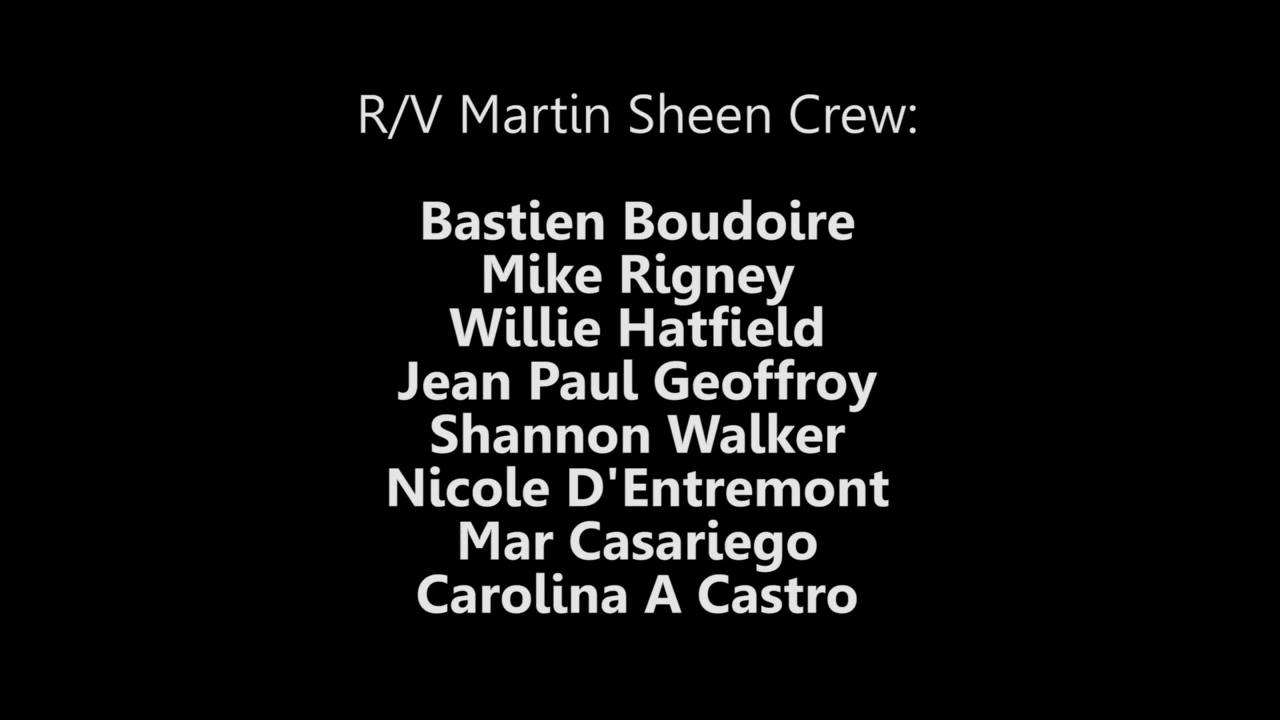 R/V Martin Sheen Crew:
Bastien Boudoire
Mike Rigney
Willie Hatfield
Jean Paul Geoffroy
Shannon Walker
Nicole D'Entremont
Mar Casariego
Carolina A Castro